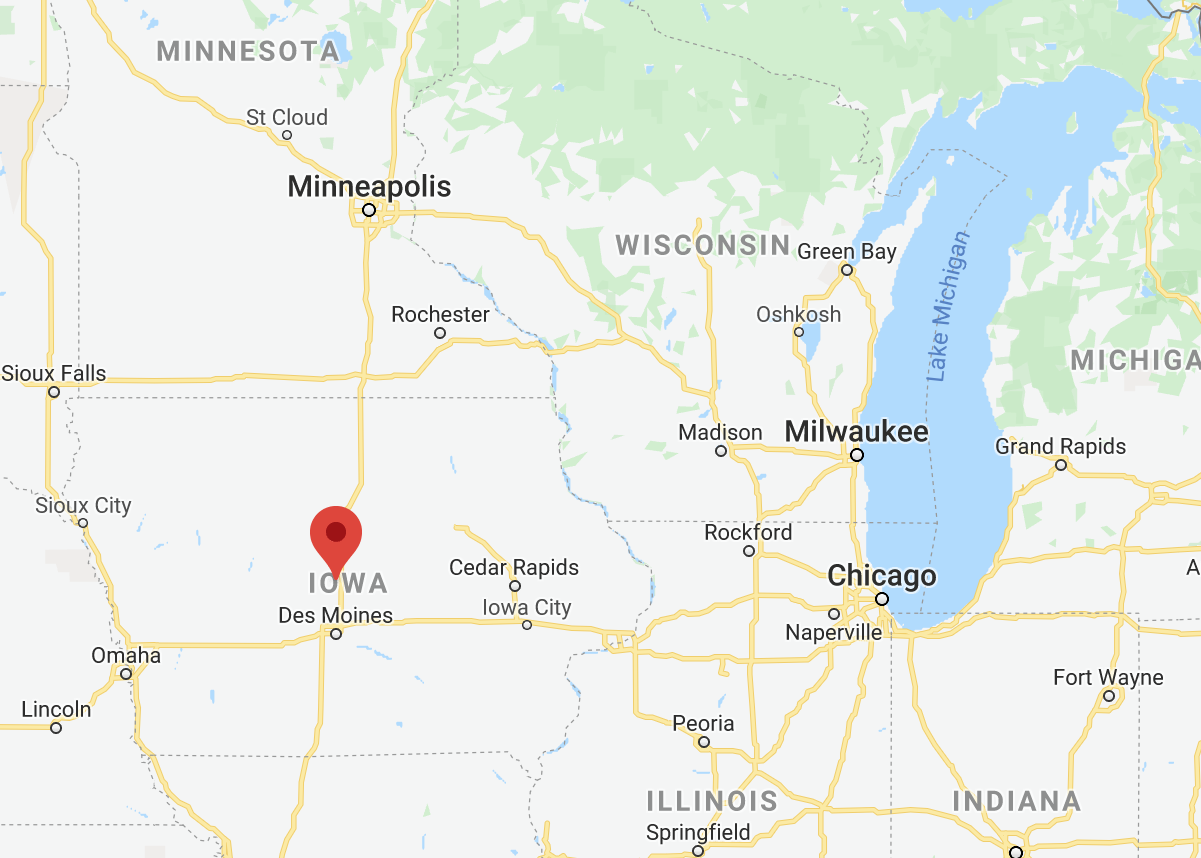 MINNESOTA
St Cloud
Minneapolis
WISCONSIN
Green Bay
Lake Michigan
Rochester
Oshkosh
MICHIGA
Sioux Falls
Madison
Milwaukee
Grand Rapids
Sioux City
Rockford
Cedar Rapids
Chicago
A
IOWA
Iowa City
Des Moines
Naperville
Omaha
Fort Wayne
Lincoln
Peoria
ILLINOIS
INDIANA
Springfield